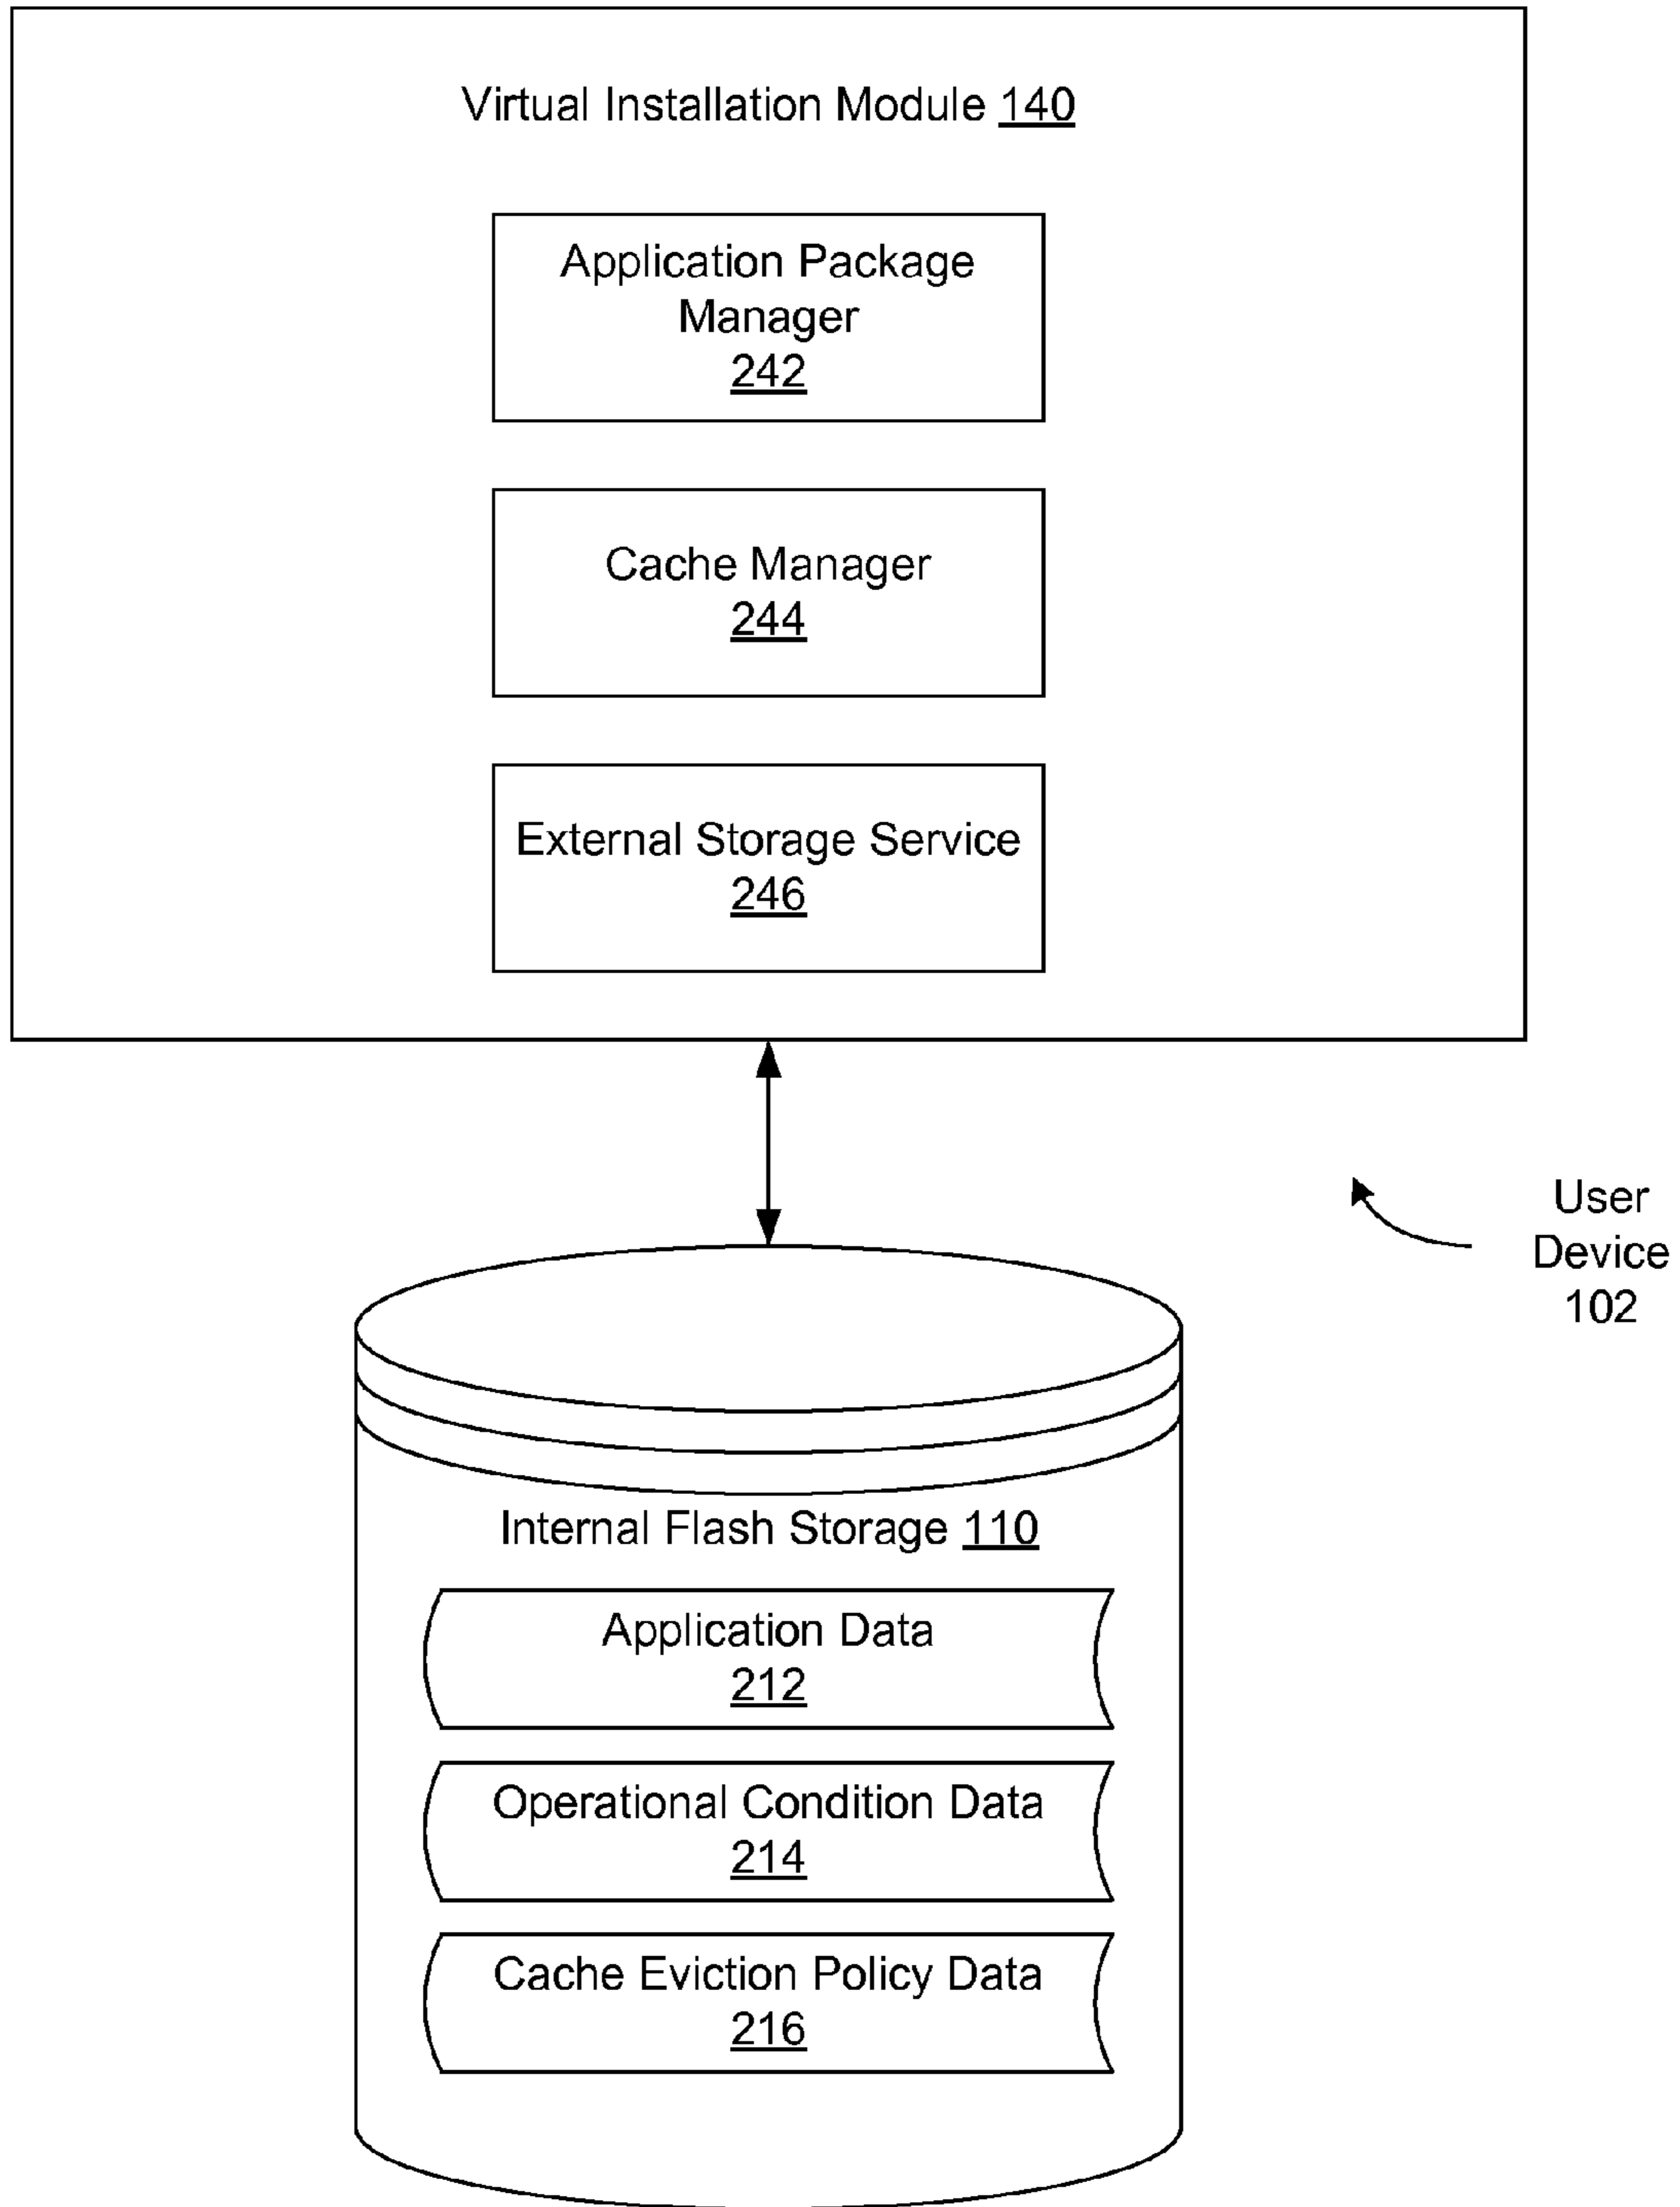 Virtual Installation Module 140
Application Package
Manager
242
Cache Manager
244
External Storage Service
246
User
Device
102
Internal Flash Storage 110
Application Data
212
Operational Condition Data
214
Cache Eviction Policy Data
216